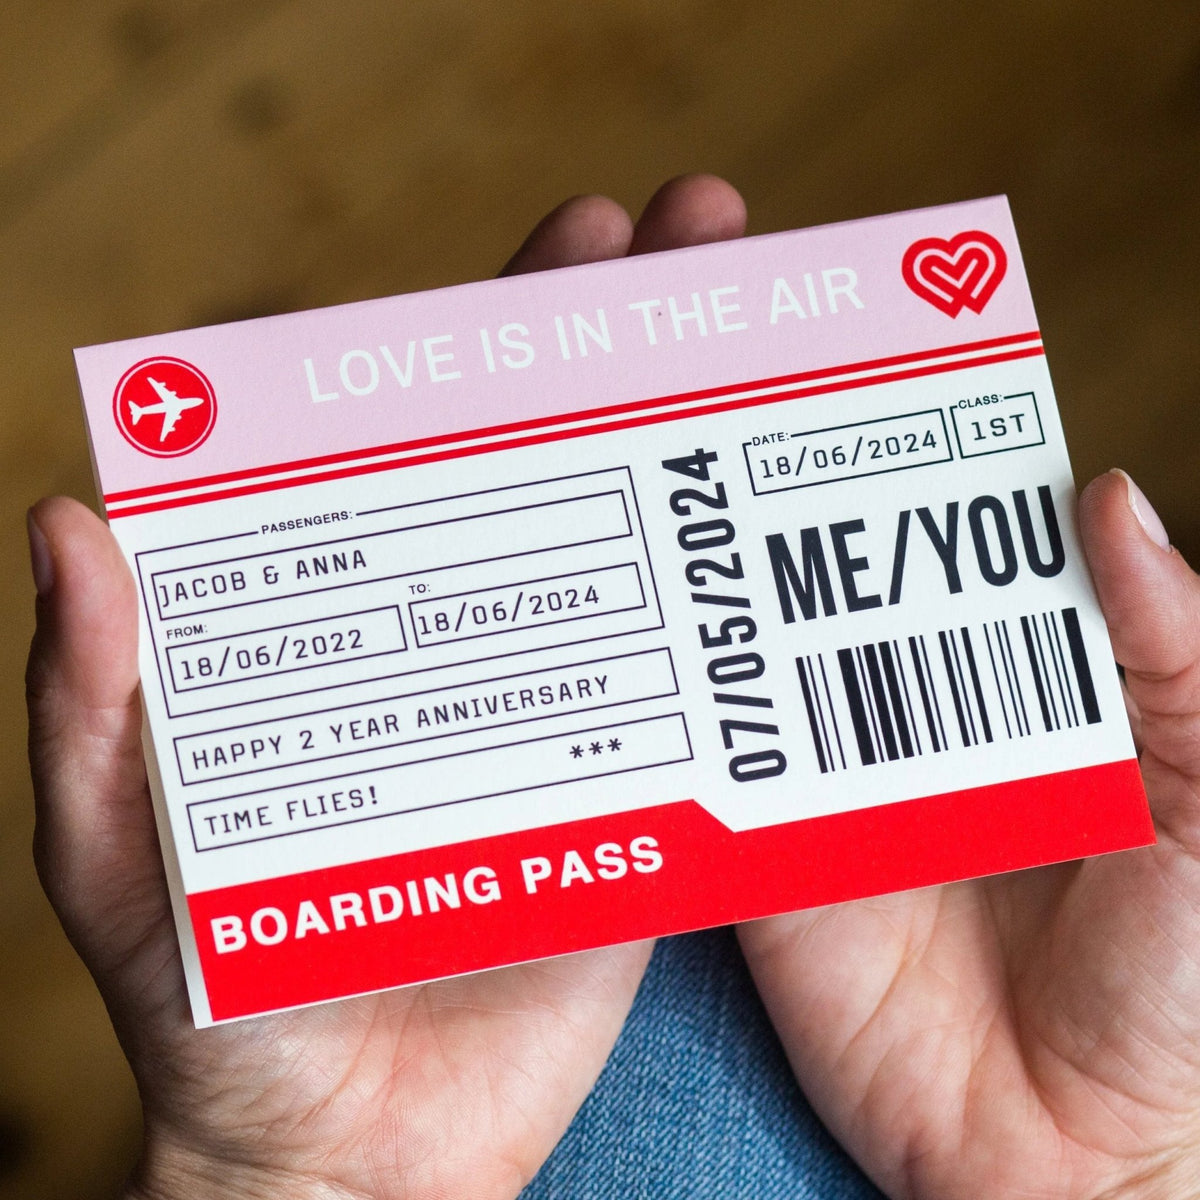 LOVE IS IN THE AIR
PASSENGERS:
JACOB & ANNA
FROM:
18/06/2022
TO:
18/06/2024
HAPPY 2 YEAR ANNIVERSARY
***
TIME FLIES!
BOARDING PASS
07/05/2024
DATE:
18/06/2024
CLASS:
1ST
ME/YOU